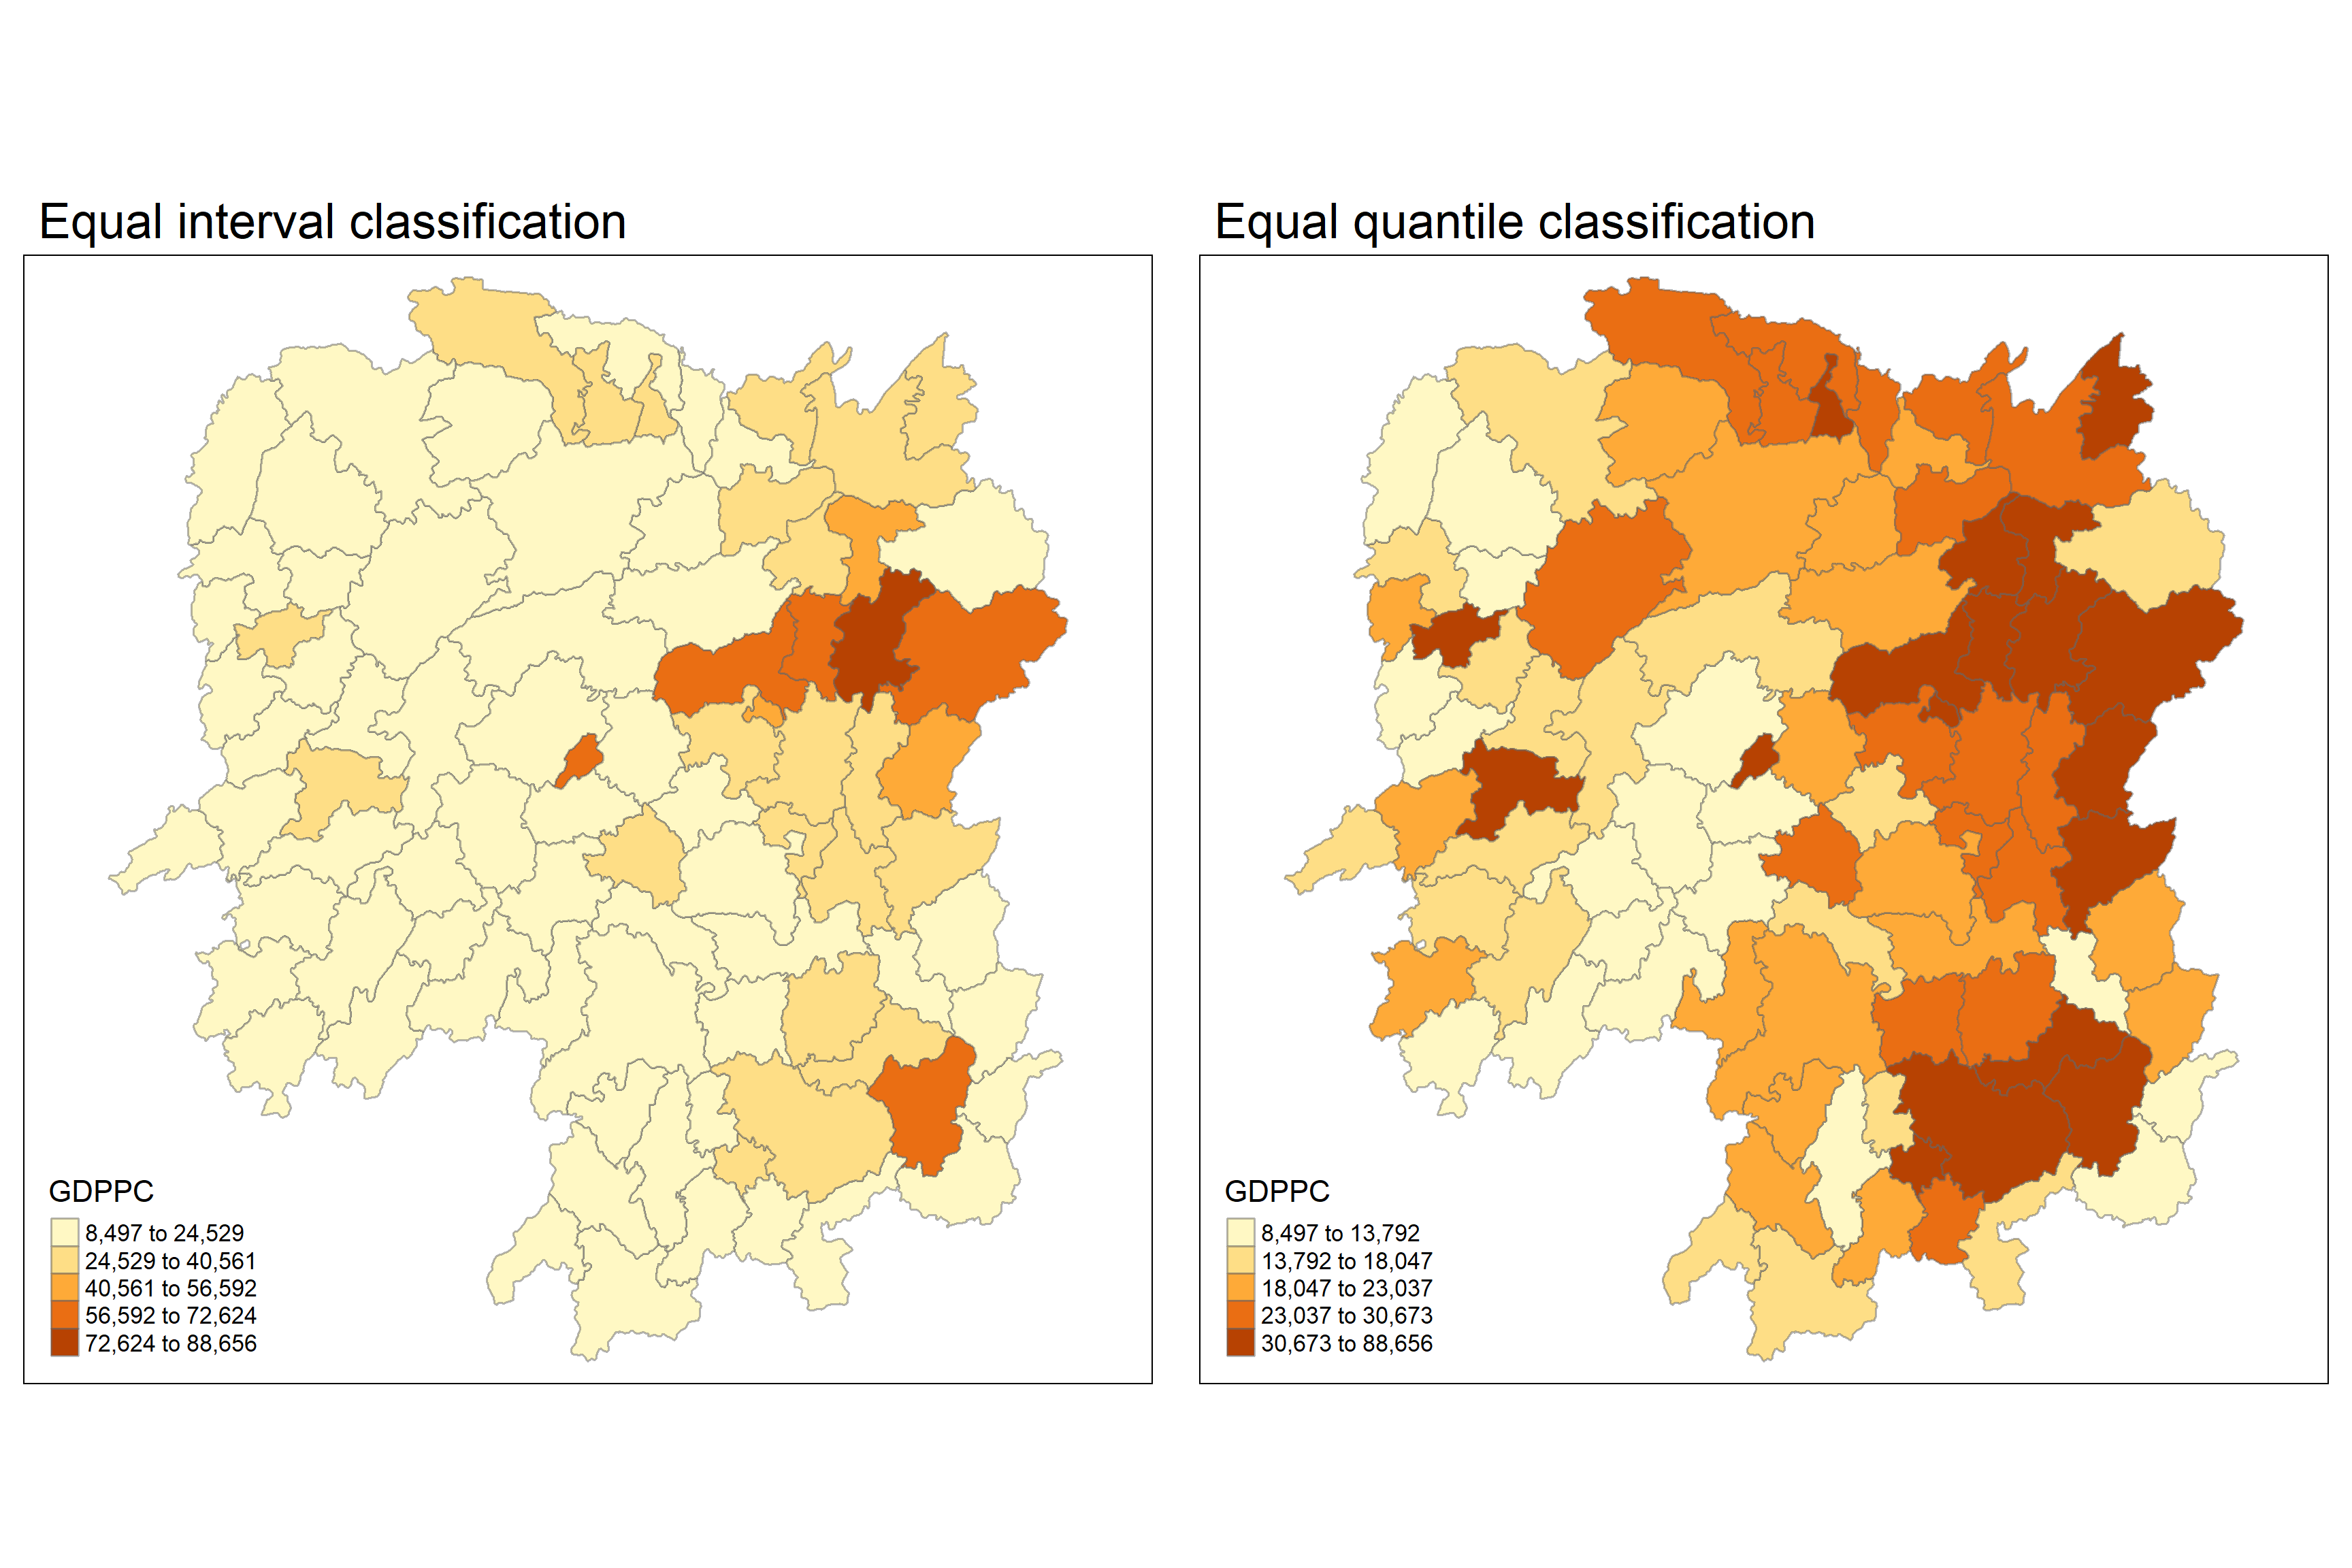 Equal interval classification
GDPPC
8,497 to 24,529
24,529 to 40,561
40,561 to 56,592
56,592 to 72,624
72,624 to 88,656
Equal quantile classification
GDPPC
8,497 to 13,792
13,792 to 18,047
18,047 to 23,037
23,037 to 30,673
30,673 to 88,656